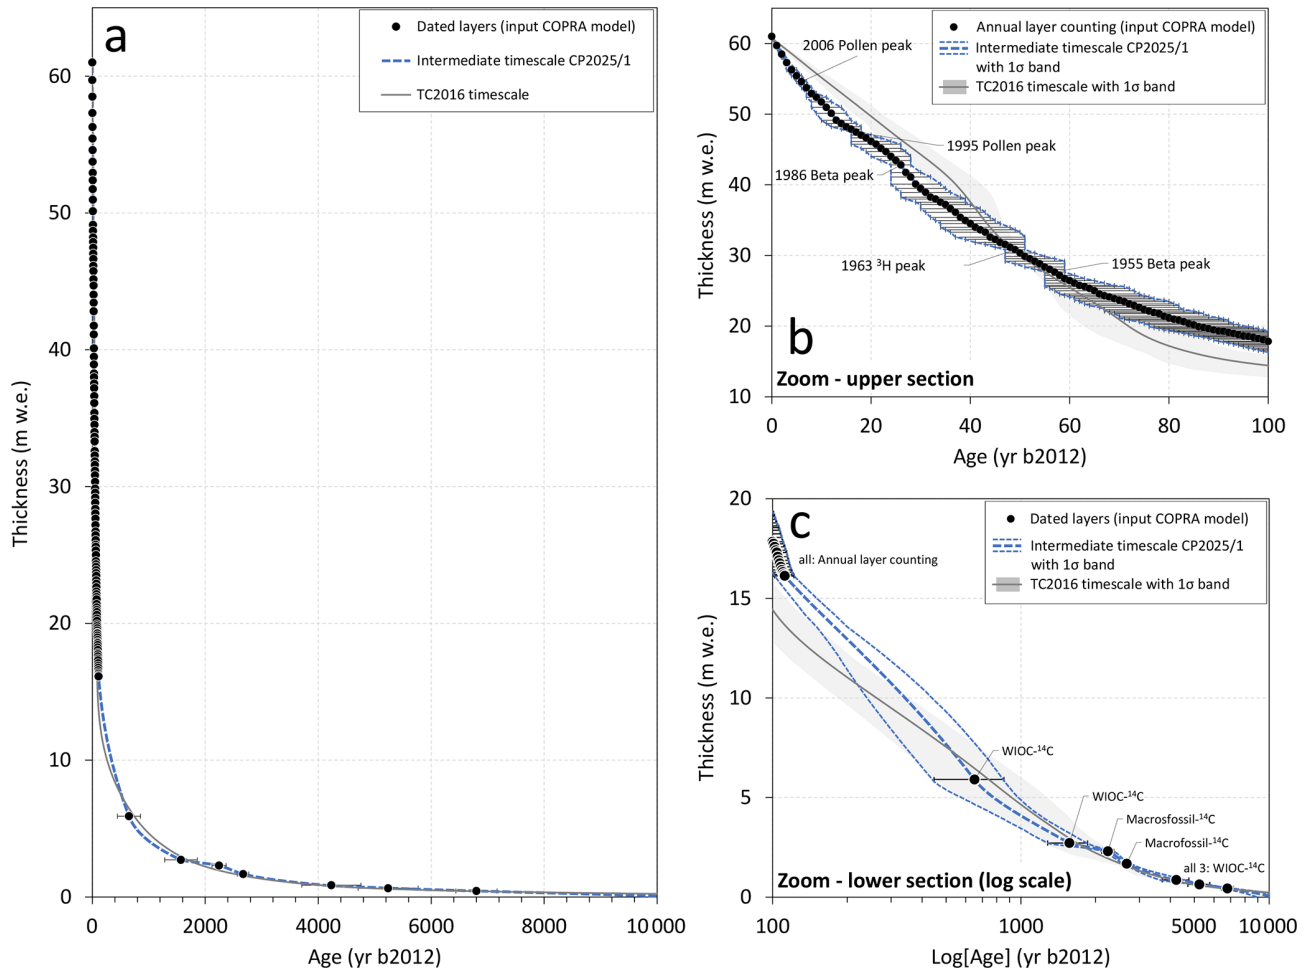 a
Dated layers (input COPRA model)
Intermediate timescale CP2025/1
TC2016 timescale
Thickness (m w.e.)
60
50
40
30
20
10
0
0 2000 4000 6000 8000 10000
Age (yr b2012)
b
Annual layer counting (input COPRA model)
Intermediate timescale CP2025/1
with 1σ band
TC2016 timescale with 1σ band
2006 Pollen peak
1995 Pollen peak
1986 Beta peak
1963 ³H peak
1955 Beta peak
Zoom - upper section
Thickness (m w.e.)
60
50
40
30
20
10
0 20 40 60 80 100
Age (yr b2012)
c
Dated layers (input COPRA model)
Intermediate timescale CP2025/1
with 1σ band
TC2016 timescale with 1σ band
all: Annual layer counting
WIOC-¹⁴C
WIOC-¹⁴C
Macrosfossil-¹⁴C
Macrofossil-¹⁴C
all 3: WIOC-¹⁴C
Zoom - lower section (log scale)
Thickness (m w.e.)
20
15
10
5
0
100 1000 5000 10000
Log[Age] (yr b2012)